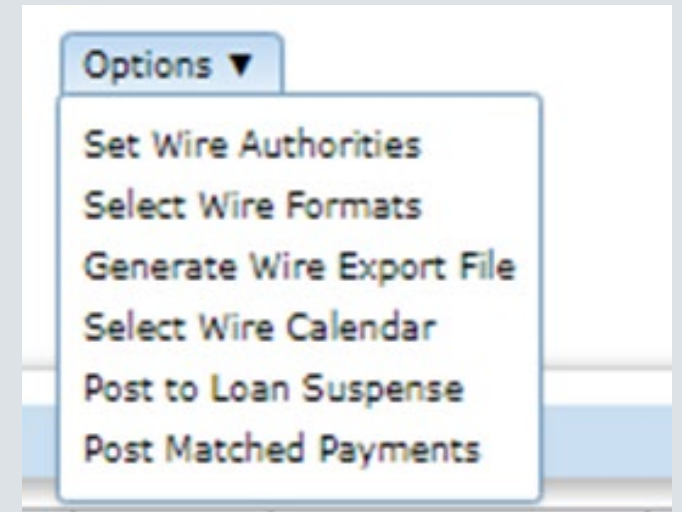 Options ▼
Set Wire Authorities
Select Wire Formats
Generate Wire Export File
Select Wire Calendar
Post to Loan Suspense
Post Matched Payments